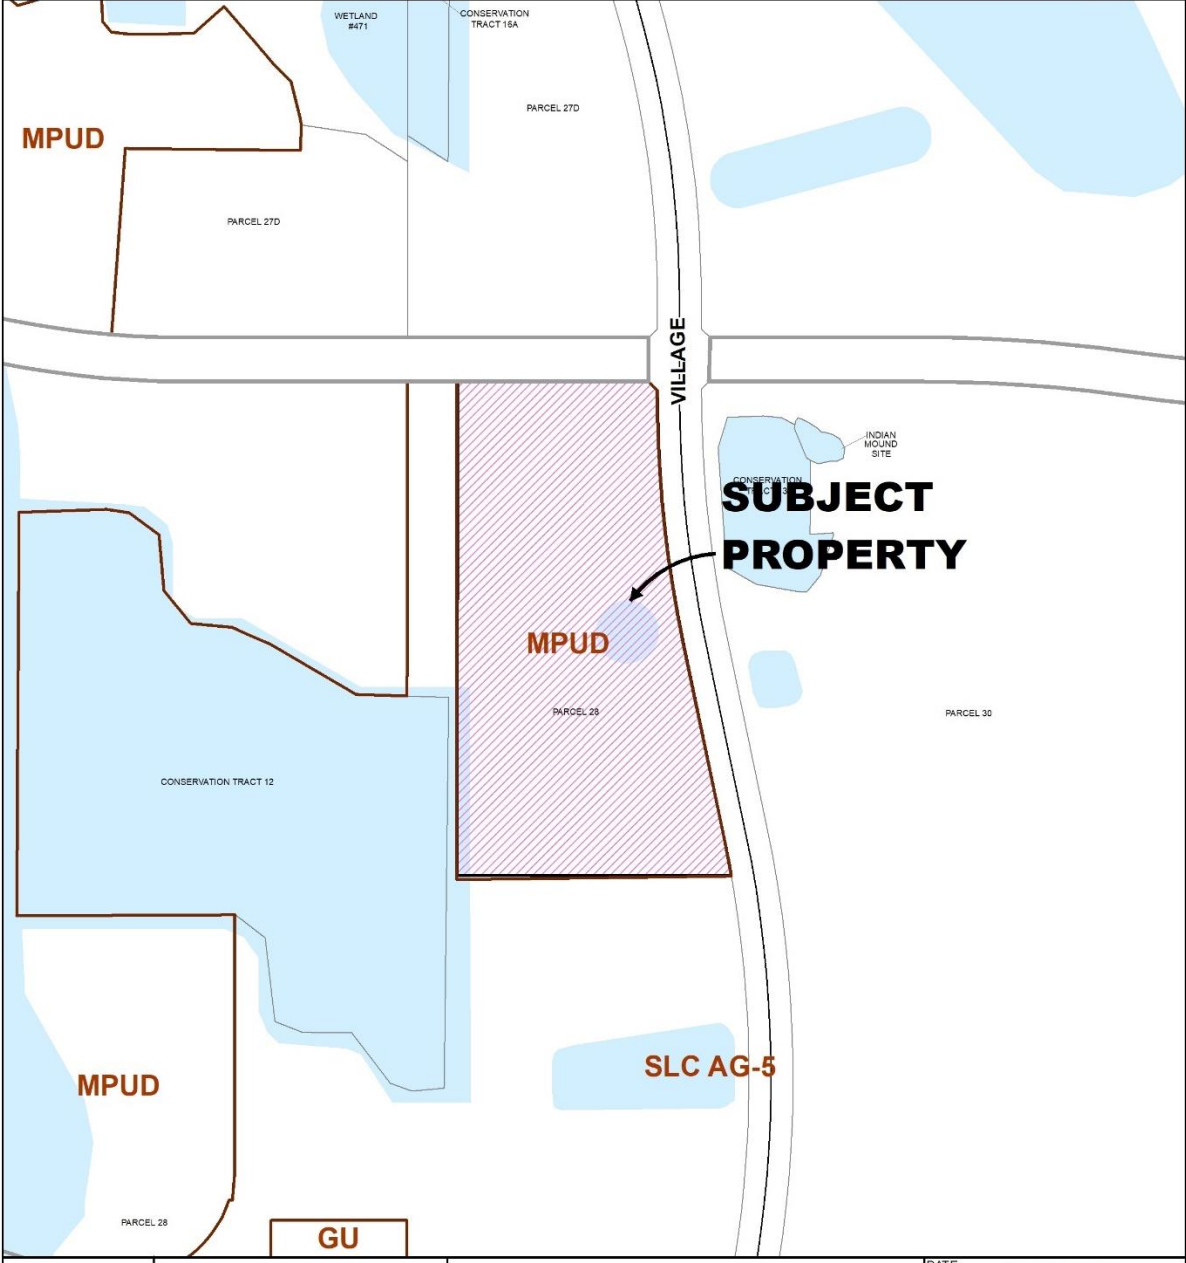 WETLAND
#471
CONSERVATION
TRACT 16A
PARCEL 27D
MPUD
PARCEL 27D
VILLAGE
INDIAN
MOUND
SITE
CONSERVATION
SUBJECT
PROPERTY
MPUD
PARCEL 28
PARCEL 30
CONSERVATION TRACT 12
SLC AG-5
MPUD
PARCEL 28
GU